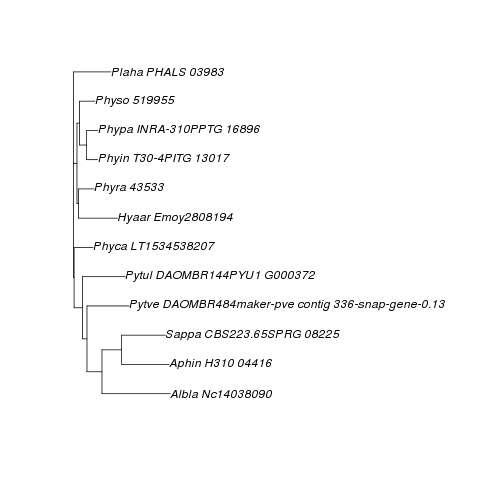 Plaha PHALS 03983
Physo 519955
Phypa INRA-310PPTG 16896
Phyin T30-4PITG 13017
Phyra 43533
Hyaar Emoy2808194
Phyca LT1534538207
Pytul DAOMBR144PYU1 G000372
Pytve DAOMBR484maker-pve contig 336-snap-gene-0.13
Sappa CBS223.65SPRG 08225
Aphin H310 04416
Albla Nc14038090